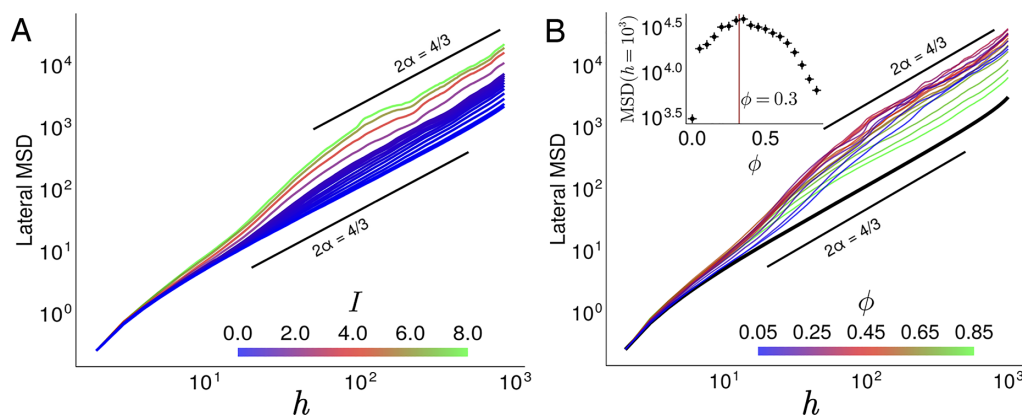 A
Lateral MSD
10^4
10^3
10^2
10^1
10^0
2α = 4/3
2α = 4/3
I
0.0 2.0 4.0 6.0 8.0
10^1 10^2 10^3
h
B
Lateral MSD
10^4
10^3
10^2
10^1
10^0
MSD(h = 10^3)
10^4.5
10^4.0
10^3.5
ϕ = 0.3
0.0 0.5
ϕ
2α = 4/3
2α = 4/3
ϕ
0.05 0.25 0.45 0.65 0.85
10^1 10^2 10^3
h